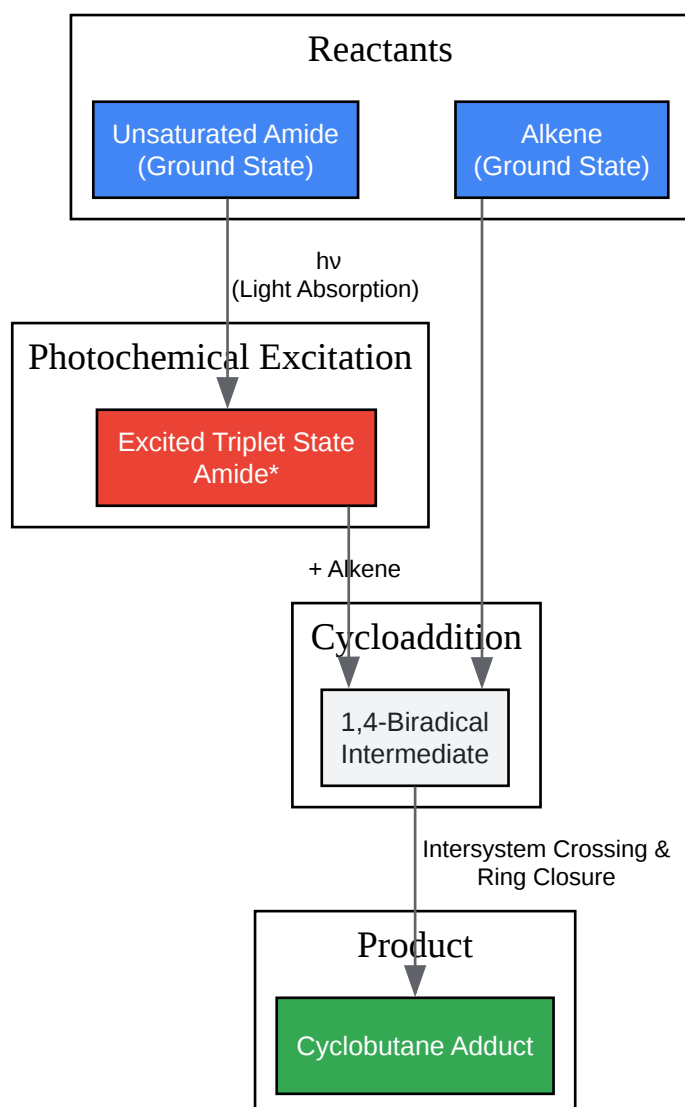 Reactants
Unsaturated Amide
(Ground State)
Alkene
(Ground State)
hν
(Light Absorption)
Photochemical Excitation
Excited Triplet State
Amide*
+ Alkene
Cycloaddition
1,4-Biradical
Intermediate
Intersystem Crossing &
Ring Closure
Product
Cyclobutane Adduct